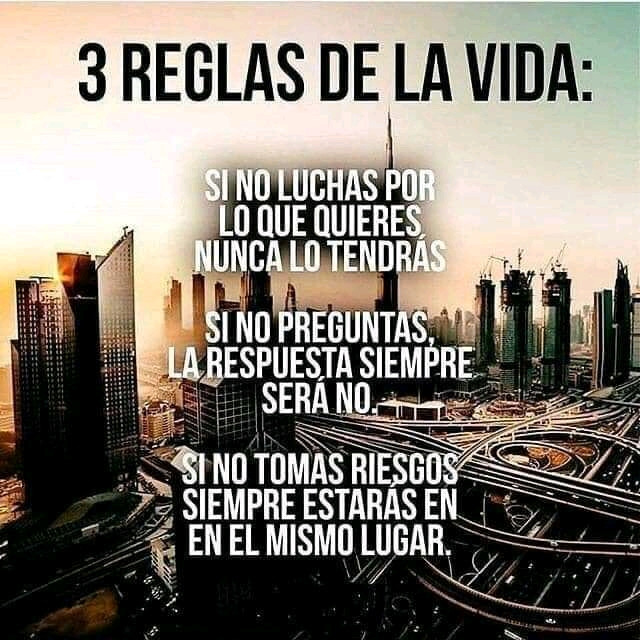 3 REGLAS DE LA VIDA:
SI NO LUCHAS POR
LO QUE QUIERES
NUNCA LO TENDRÁS
SI NO PREGUNTAS,
LA RESPUESTA SIEMPRE
SERÁ NO.
SI NO TOMAS RIESGOS
SIEMPRE ESTARÁS EN
EN EL MISMO LUGAR.